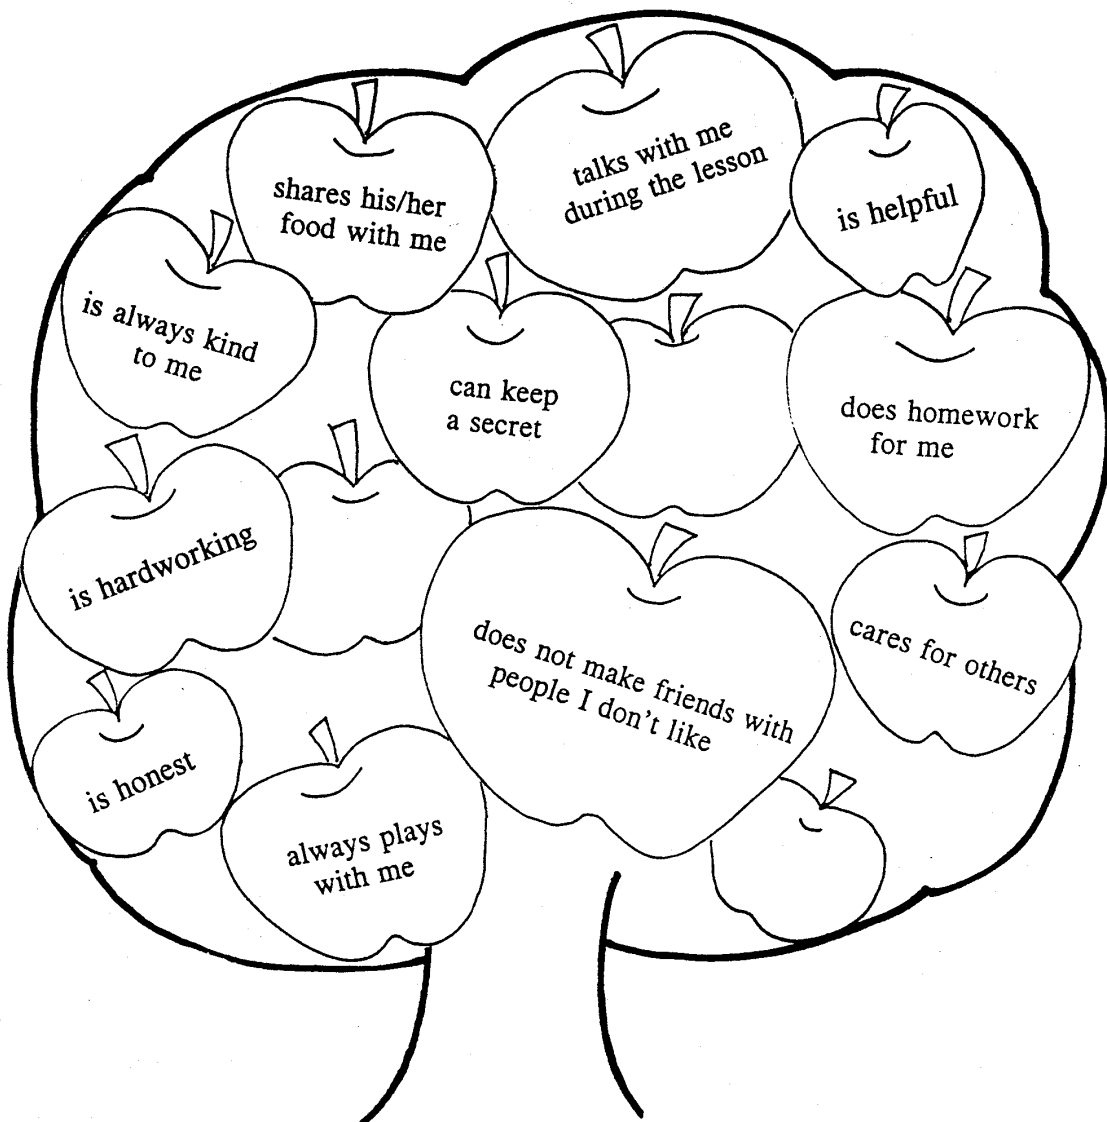 talks with me
during the lesson
shares his/her
food with me
is helpful
is always kind
to me
can keep
a secret
does homework
for me
is hardworking
does not make friends with
people I don't like
cares for others
is honest
always plays
with me